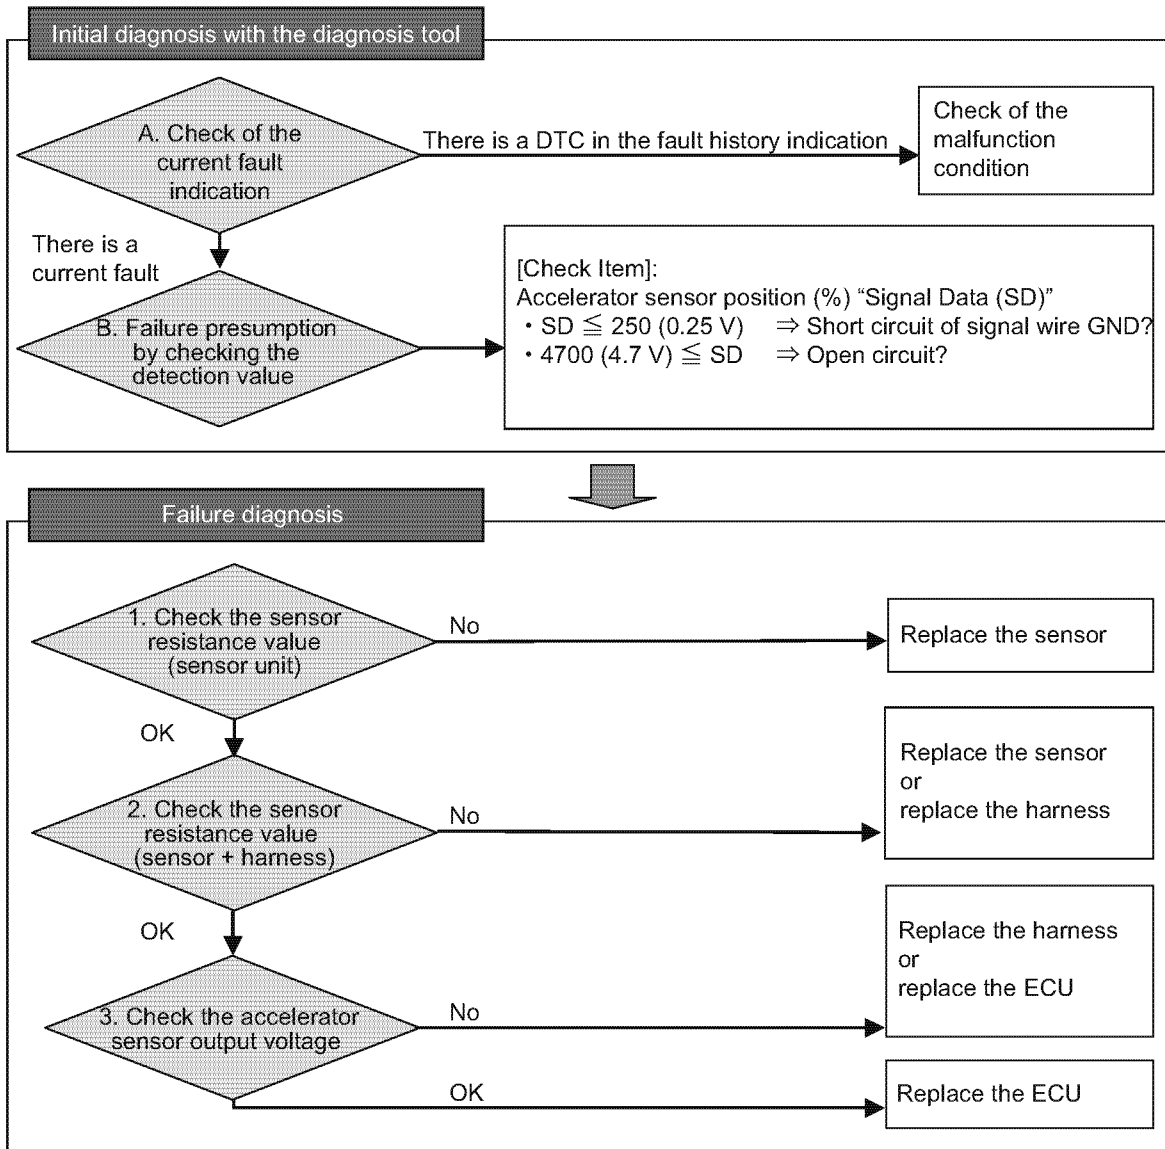 Initial diagnosis with the diagnosis tool
A. Check of the
current fault
indication
There is a DTC in the fault history indication
Check of the
malfunction
condition
There is a
current fault
B. Failure presumption
by checking the
detection value
[Check Item]:
Accelerator sensor position (%) “Signal Data (SD)”
・SD ≦ 250 (0.25 V) ⇒ Short circuit of signal wire GND?
・4700 (4.7 V) ≦ SD ⇒ Open circuit?
Failure diagnosis
1. Check the sensor
resistance value
(sensor unit)
No
Replace the sensor
OK
2. Check the sensor
resistance value
(sensor + harness)
No
Replace the sensor
or
replace the harness
OK
3. Check the accelerator
sensor output voltage
No
Replace the harness
or
replace the ECU
OK
Replace the ECU